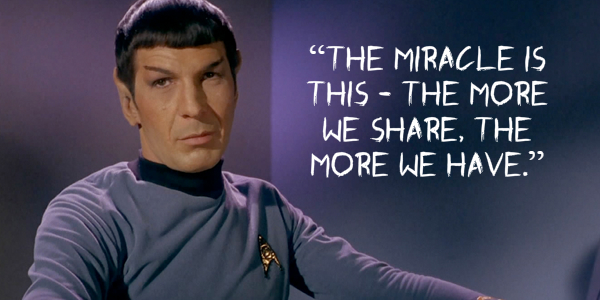 “THE MIRACLE IS
THIS - THE MORE
WE SHARE, THE
MORE WE HAVE.”